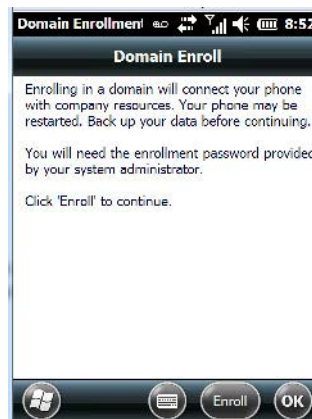 Domain Enrollment 8:52
Domain Enroll
Enrolling in a domain will connect your phone
with company resources. Your phone may be
restarted. Back up your data before continuing.
You will need the enrollment password provided
by your system administrator.
Click 'Enroll' to continue.
Enroll OK